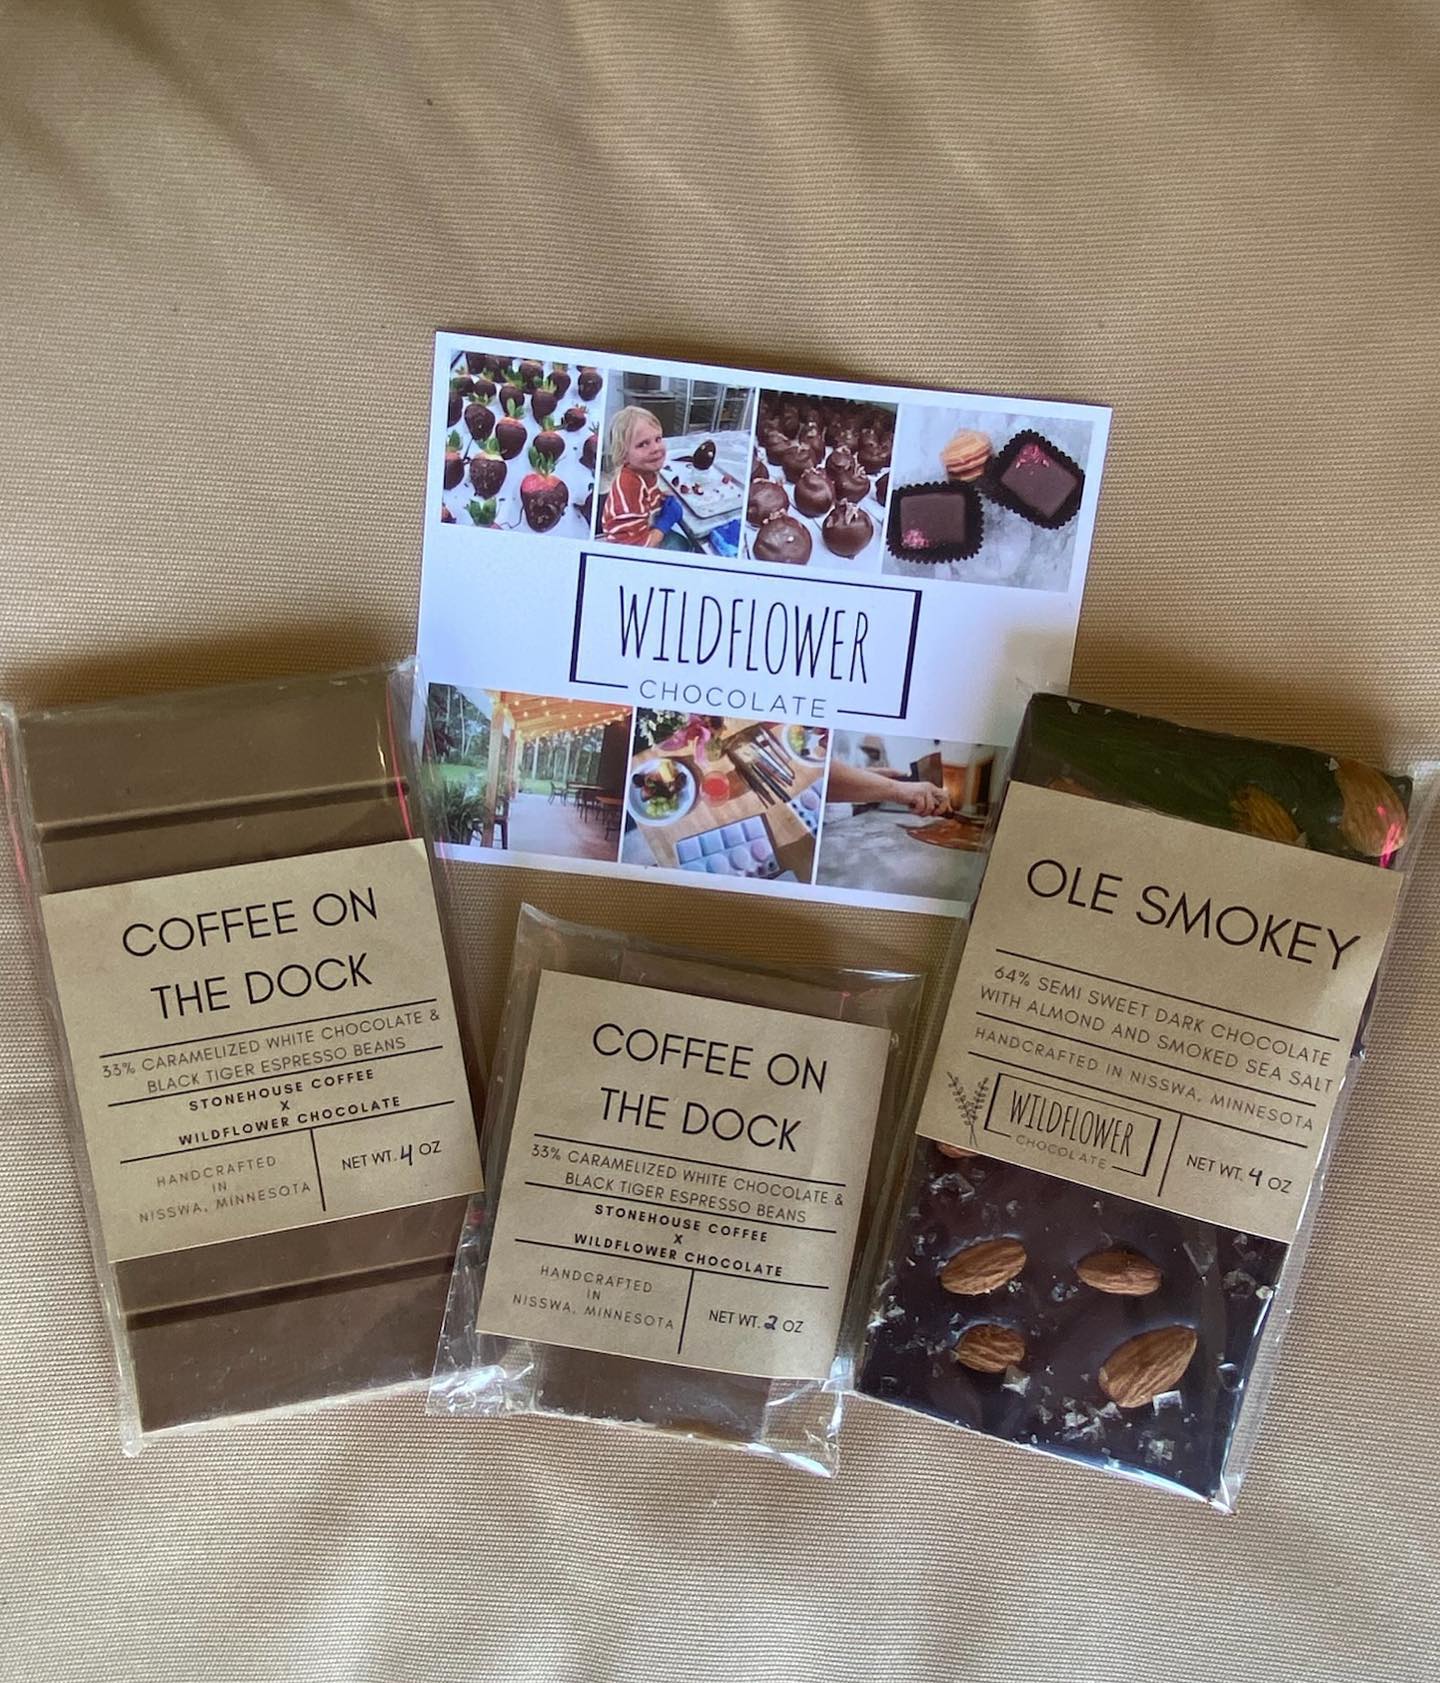 WILDFLOWER
CHOCOLATE
COFFEE ON
THE DOCK
33% CARAMELIZED WHITE CHOCOLATE &
BLACK TIGER ESPRESSO BEANS
STONEHOUSE COFFEE
X
WILDFLOWER CHOCOLATE
HANDCRAFTED
IN
NISSWA, MINNESOTA
NET WT. 4 OZ
COFFEE ON
THE DOCK
33% CARAMELIZED WHITE CHOCOLATE &
BLACK TIGER ESPRESSO BEANS
STONEHOUSE COFFEE
X
WILDFLOWER CHOCOLATE
HANDCRAFTED
IN
NISSWA, MINNESOTA
NET WT. 2 OZ
OLE SMOKEY
64% SEMI SWEET DARK CHOCOLATE
WITH ALMOND AND SMOKED SEA SALT
HANDCRAFTED IN NISSWA, MINNESOTA
WILDFLOWER
CHOCOLATE
NET WT. 4 OZ